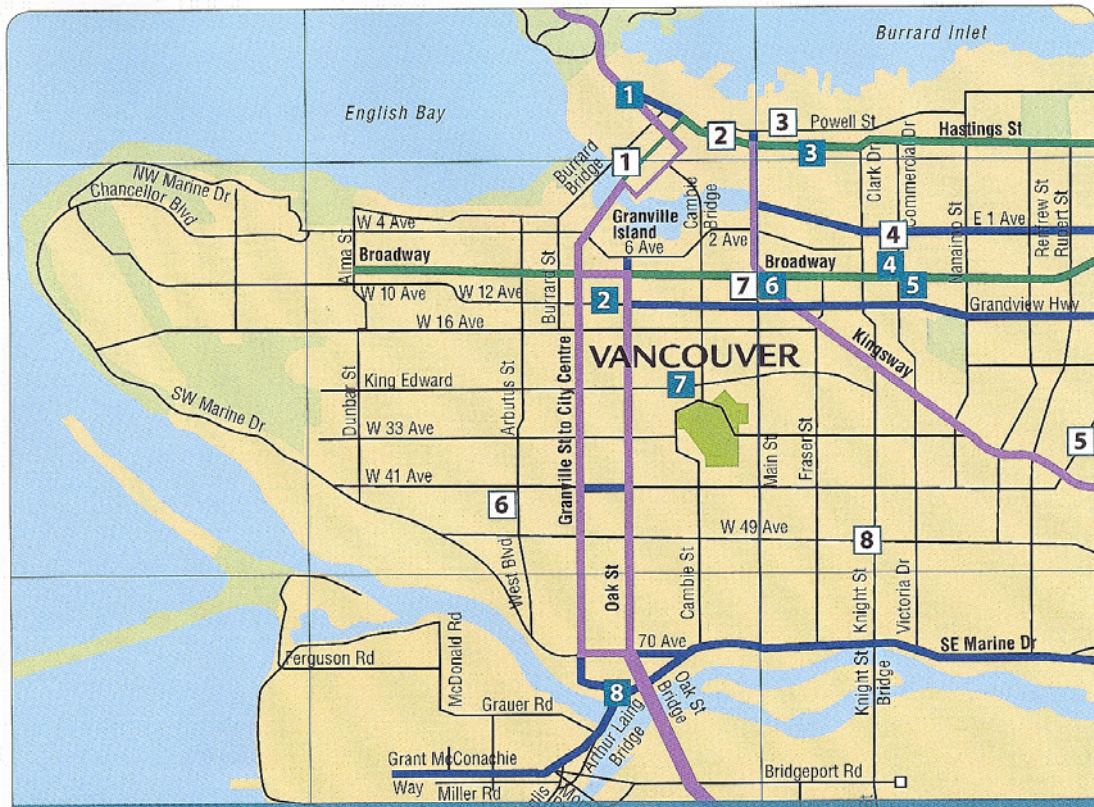 Burrard Inlet
English Bay
1
3
Powell St
2
Hastings St
3
1
Burrard
Bridge
Cambie
Bridge
Clark Dr
Commercial Dr
NW Marine Dr
Chancellor Blvd
W 4 Ave
Granville
Island
6 Ave
2 Ave
4
E 1 Ave
Nanaimo St
Renfrew St
Rupert St
Alma St
Broadway
Burrard St
Broadway
4
7
6
5
W 10 Ave
W 12 Ave
2
Grandview Hwy
W 16 Ave
VANCOUVER
Kingsway
7
King Edward
Dunbar St
Arbutus St
Granville St to City Centre
SW Marine Dr
W 33 Ave
Main St
Fraser St
5
W 41 Ave
6
W 49 Ave
8
West Blvd
Oak St
Cambie St
Knight St
Victoria Dr
70 Ave
SE Marine Dr
Ferguson Rd
McDonald Rd
8
Oak St
Bridge
Knight St
Bridge
Grauer Rd
Arthur Laing
Bridge
Grant McConachie
Way
Miller Rd
Bridgeport Rd